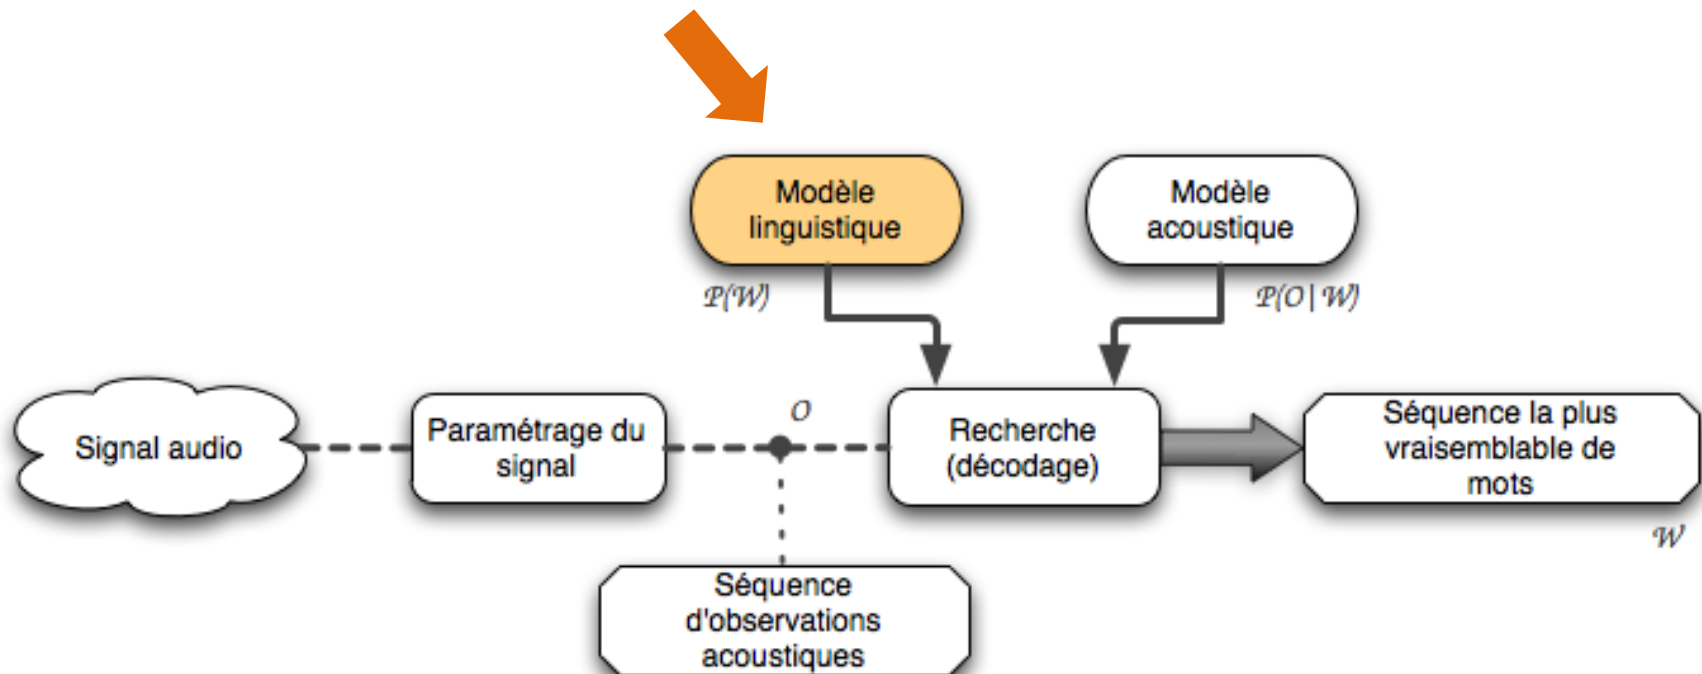 Modèle
linguistique
Modèle
acoustique
P(W)
P(O|W)
Signal audio
Paramétrage du
signal
O
Recherche
(décodage)
Séquence la plus
vraisemblable de
mots
W
Séquence
d'observations
acoustiques